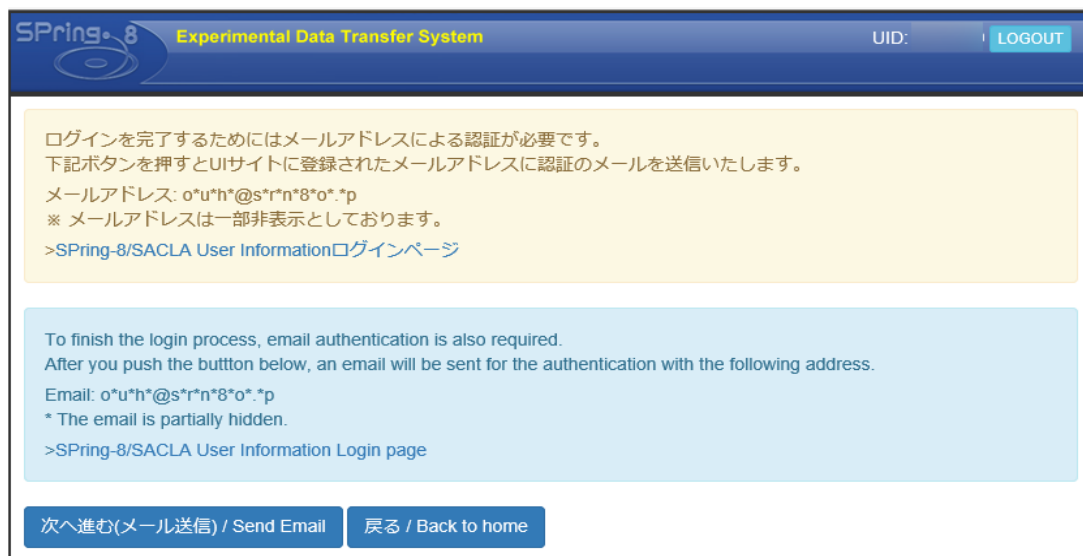 SPring-8
Experimental Data Transfer System
UID:
LOGOUT
ログインを完了するためにはメールアドレスによる認証が必要です。
下記ボタンを押すとUIサイトに登録されたメールアドレスに認証のメールを送信いたします。
メールアドレス: o*u*h*@s*r*n*8*o*.*p
※ メールアドレスは一部非表示としております。
>SPring-8/SACLA User Informationログインページ
To finish the login process, email authentication is also required.
After you push the buttton below, an email will be sent for the authentication with the following address.
Email: o*u*h*@s*r*n*8*o*.*p
* The email is partially hidden.
>SPring-8/SACLA User Information Login page
次へ進む(メール送信) / Send Email
戻る / Back to home